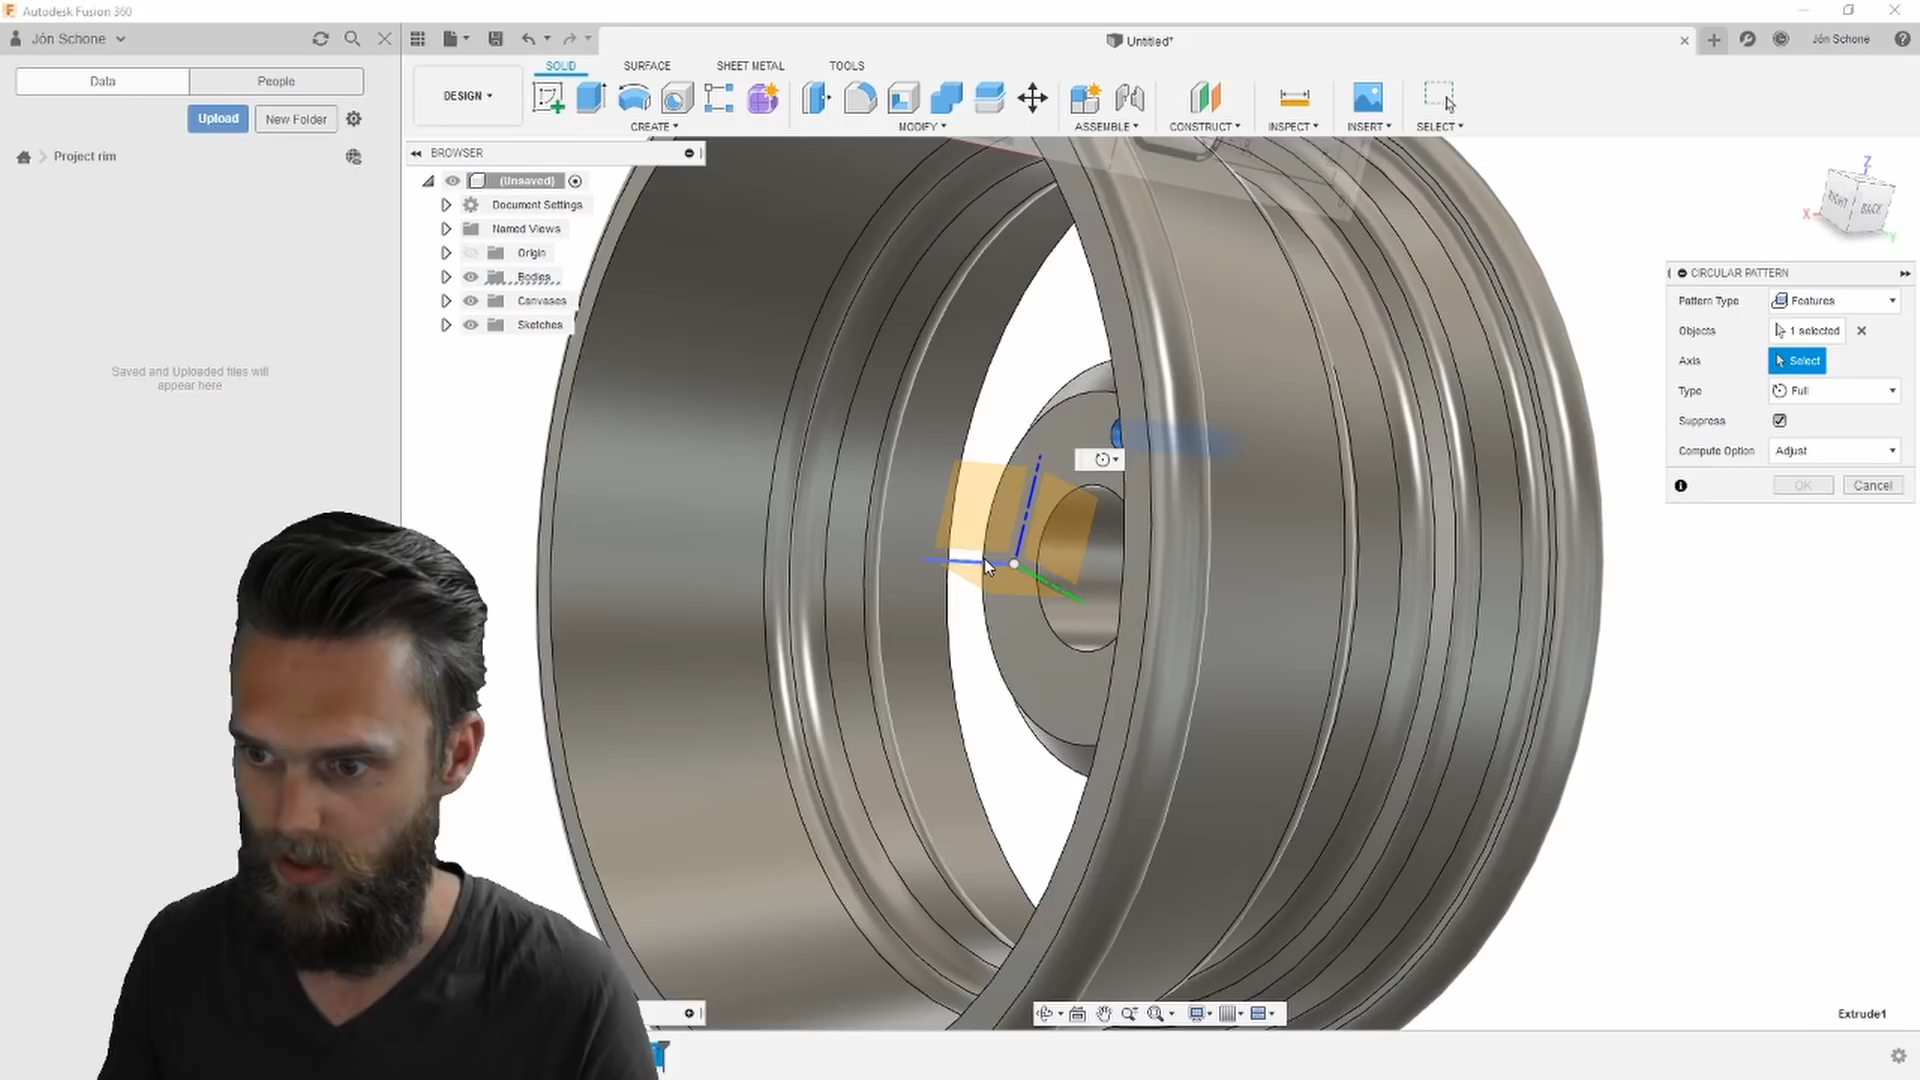 Autodesk Fusion 360
Jón Schone
Untitled*
Jón Schone
Data
People
Upload
New Folder
Project rim
Saved and Uploaded files will
appear here
SOLID
SURFACE
SHEET METAL
TOOLS
DESIGN
CREATE
MODIFY
ASSEMBLE
CONSTRUCT
INSPECT
INSERT
SELECT
BROWSER
(Unsaved)
Document Settings
Named Views
Origin
Bodies
Canvases
Sketches
Z
RIGHT
BACK
X
Y
CIRCULAR PATTERN
Pattern Type
Features
Objects
1 selected
Axis
Select
Type
Full
Suppress
Compute Option
Adjust
OK
Cancel
Extrude1